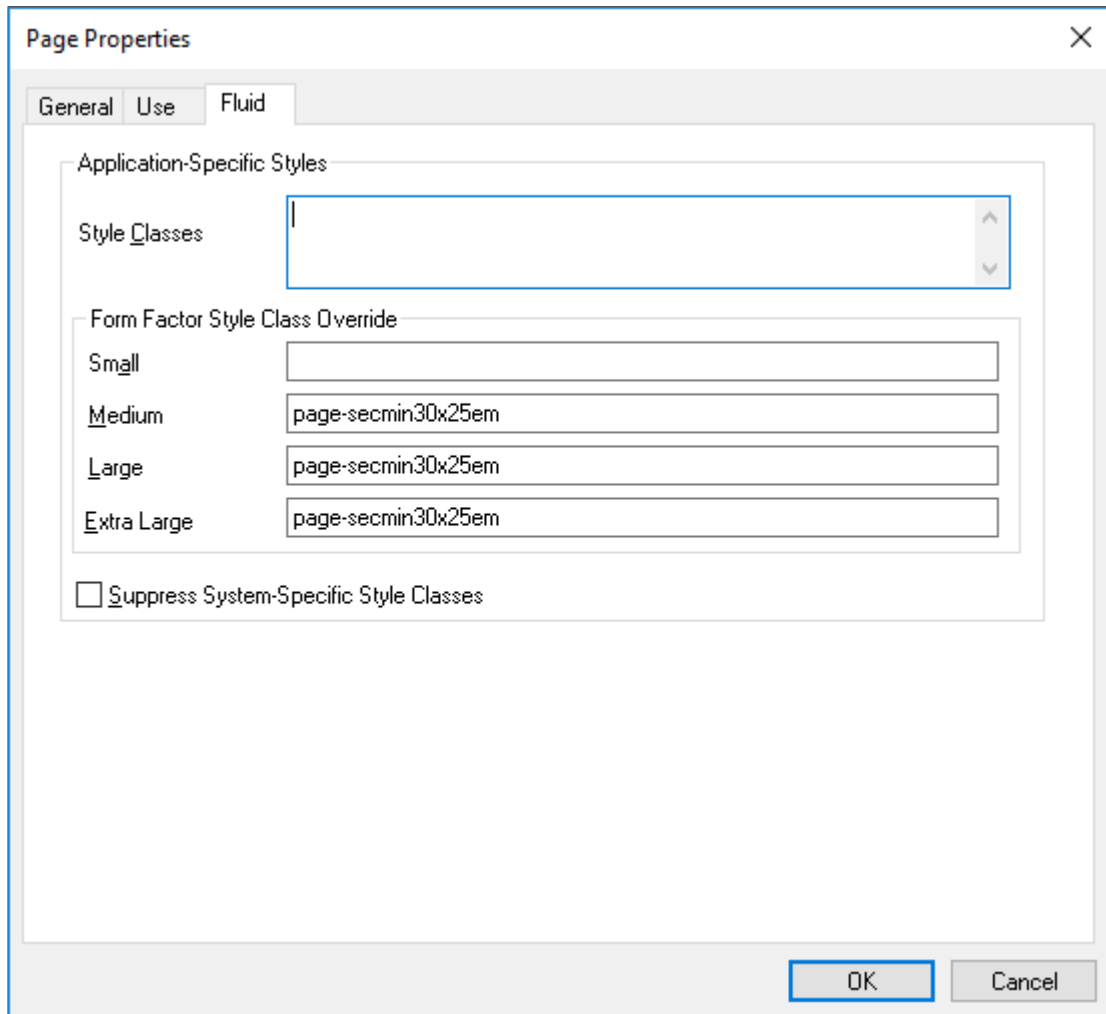 Page Properties
General Use Fluid
Application-Specific Styles
Style Classes
Form Factor Style Class Override
Small
Medium page-secmin30x25em
Large page-secmin30x25em
Extra Large page-secmin30x25em
Suppress System-Specific Style Classes
OK Cancel